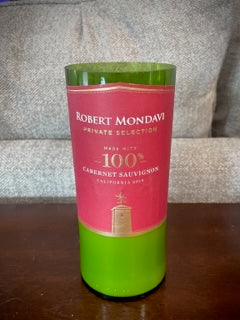 ROBERT MONDAVI
PRIVATE SELECTION
MADE WITH
100%
CABERNET SAUVIGNON
CALIFORNIA